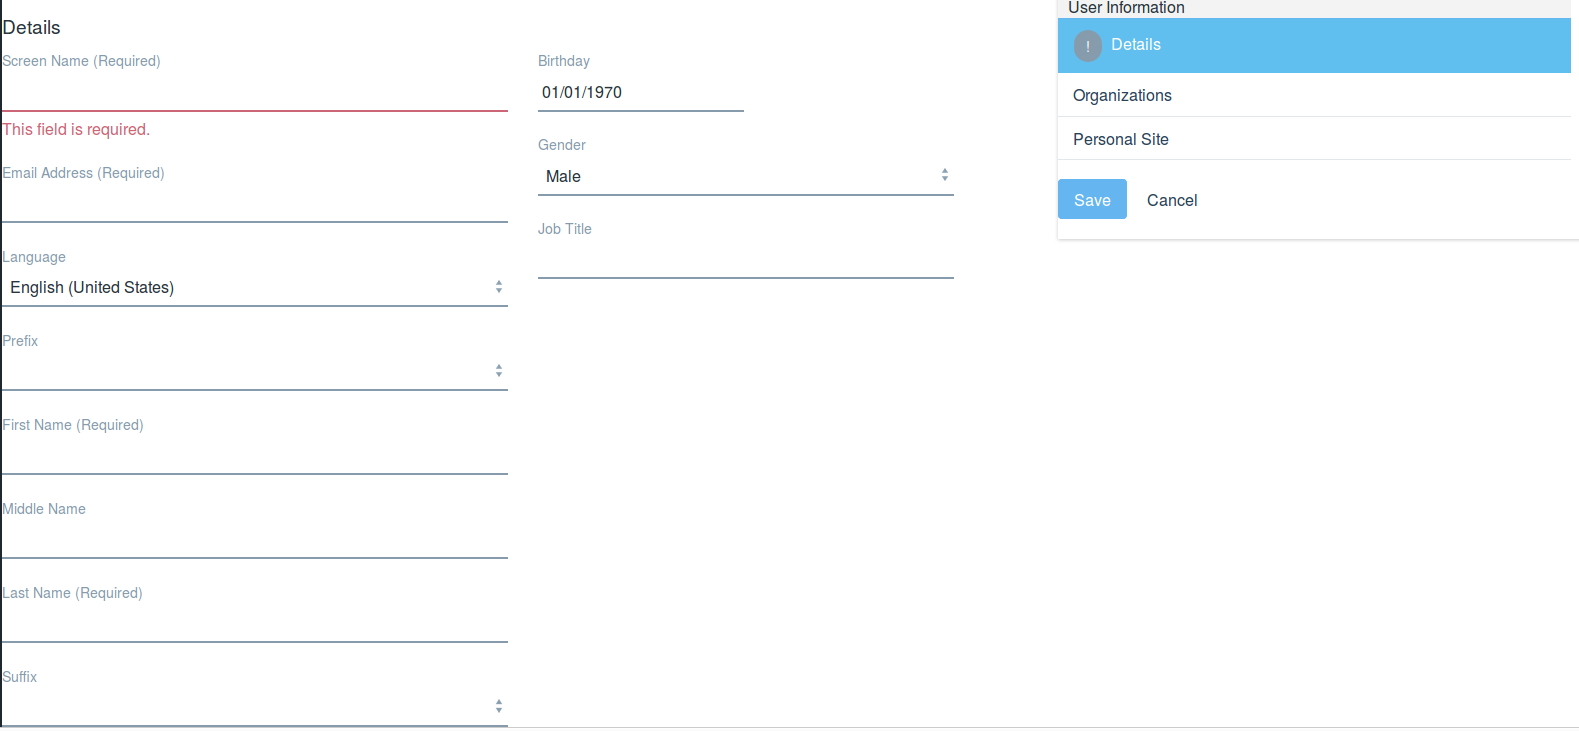 Details
Screen Name (Required)
This field is required.
Email Address (Required)
Language
English (United States)
Prefix
First Name (Required)
Middle Name
Last Name (Required)
Suffix
Birthday
01/01/1970
Gender
Male
Job Title
User Information
! Details
Organizations
Personal Site
Save Cancel